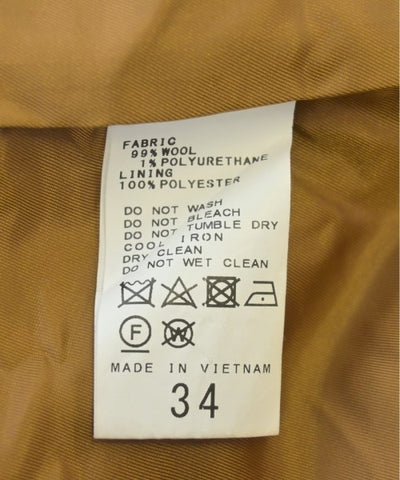 FABRIC
99% WOOL
1% POLYURETHANE
LINING
100% POLYESTER
DO NOT WASH
DO NOT BLEACH
DO NOT TUMBLE DRY
COOL IRON
DRY CLEAN
DO NOT WET CLEAN
F W
MADE IN VIETNAM
34